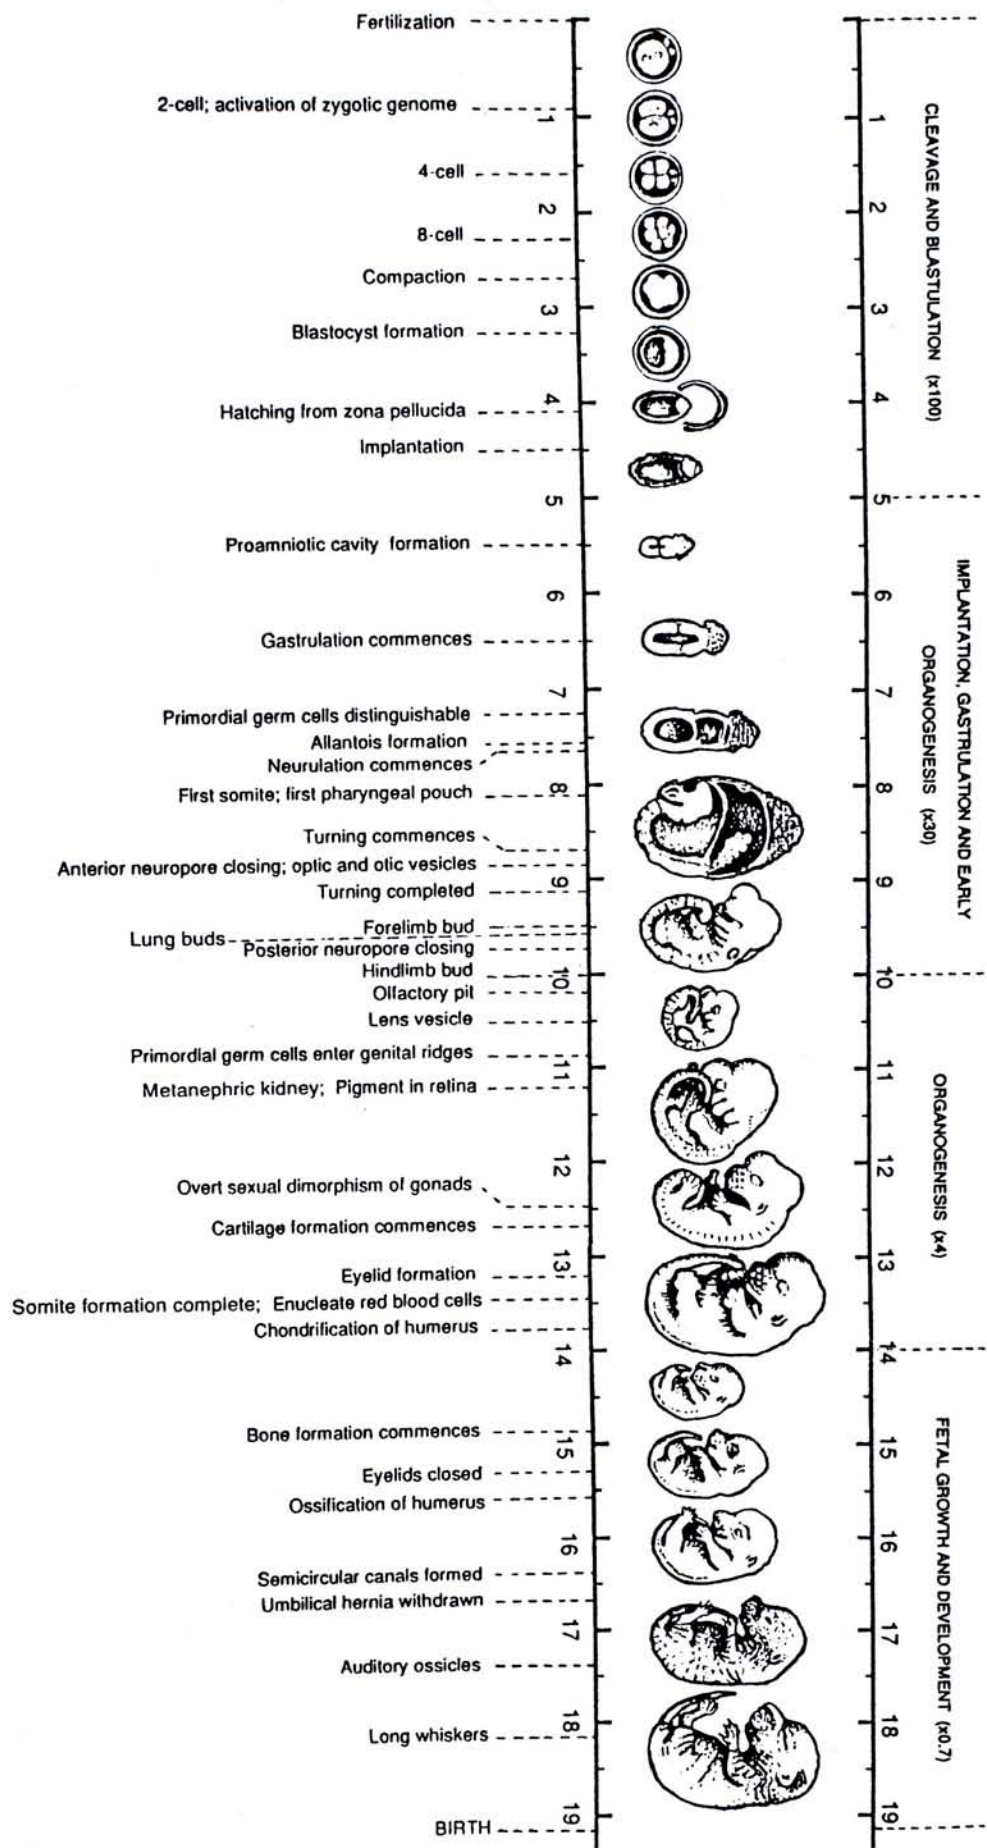 Fertilization
2-cell; activation of zygotic genome
4-cell
8-cell
Compaction
Blastocyst formation
Hatching from zona pellucida
Implantation
Proamniotic cavity formation
Gastrulation commences
Primordial germ cells distinguishable
Allantois formation
Neurulation commences
First somite; first pharyngeal pouch
Turning commences
Anterior neuropore closing; optic and otic vesicles
Turning completed
Forelimb bud
Lung buds
Posterior neuropore closing
Hindlimb bud
Olfactory pit
Lens vesicle
Primordial germ cells enter genital ridges
Metanephric kidney; Pigment in retina
Overt sexual dimorphism of gonads
Cartilage formation commences
Eyelid formation
Somite formation complete; Enucleate red blood cells
Chondrification of humerus
Bone formation commences
Eyelids closed
Ossification of humerus
Semicircular canals formed
Umbilical hernia withdrawn
Auditory ossicles
Long whiskers
BIRTH
1
2
3
4
5
6
7
8
9
10
11
12
13
14
15
16
17
18
19
1
2
3
4
5
6
7
8
9
10
11
12
13
14
15
16
17
18
19
CLEAVAGE AND BLASTULATION (x100)
IMPLANTATION, GASTRULATION AND EARLY
ORGANOGENESIS (x30)
ORGANOGENESIS (x4)
FETAL GROWTH AND DEVELOPMENT (x0.7)